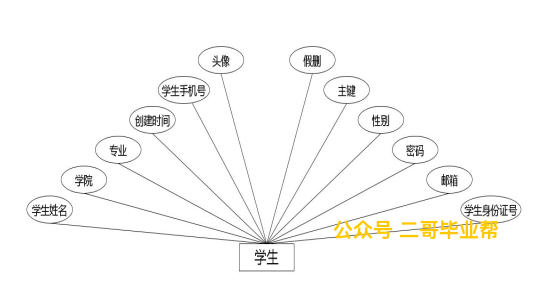 头像
假删
学生手机号
主键
创建时间
性别
专业
密码
学院
邮箱
学生姓名
学生身份证号
公众号 二哥毕业帮
学生